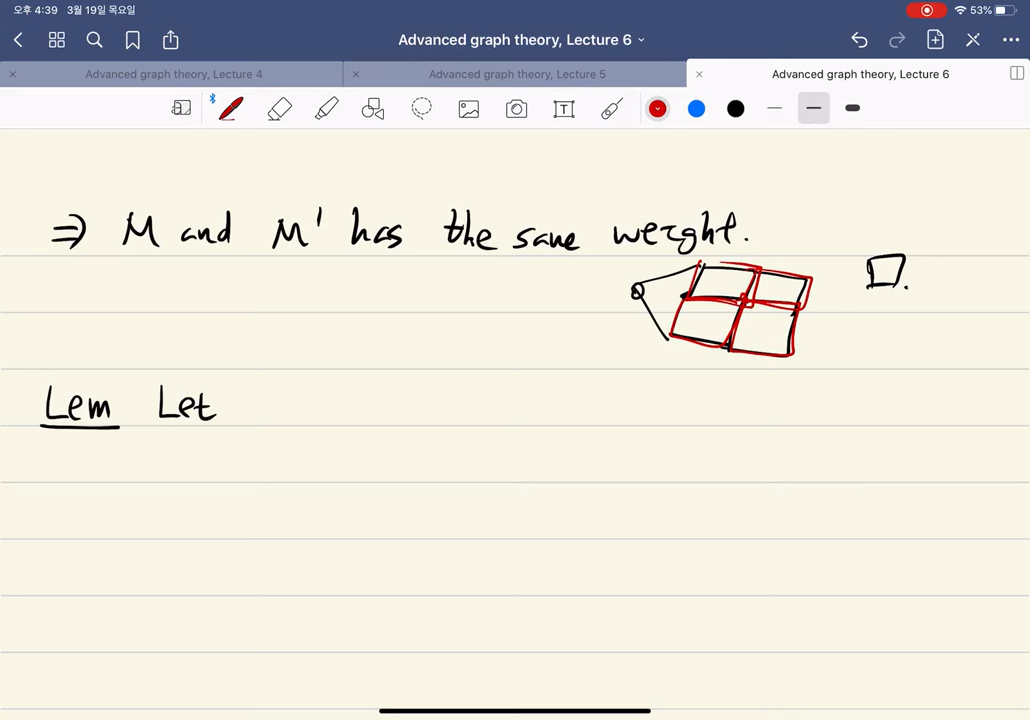 오후 4:39 3월 19일 목요일 53%
Advanced graph theory, Lecture 6
Advanced graph theory, Lecture 4 Advanced graph theory, Lecture 5 Advanced graph theory, Lecture 6
⇒ M and M' has the same weight.
□.
Lem Let